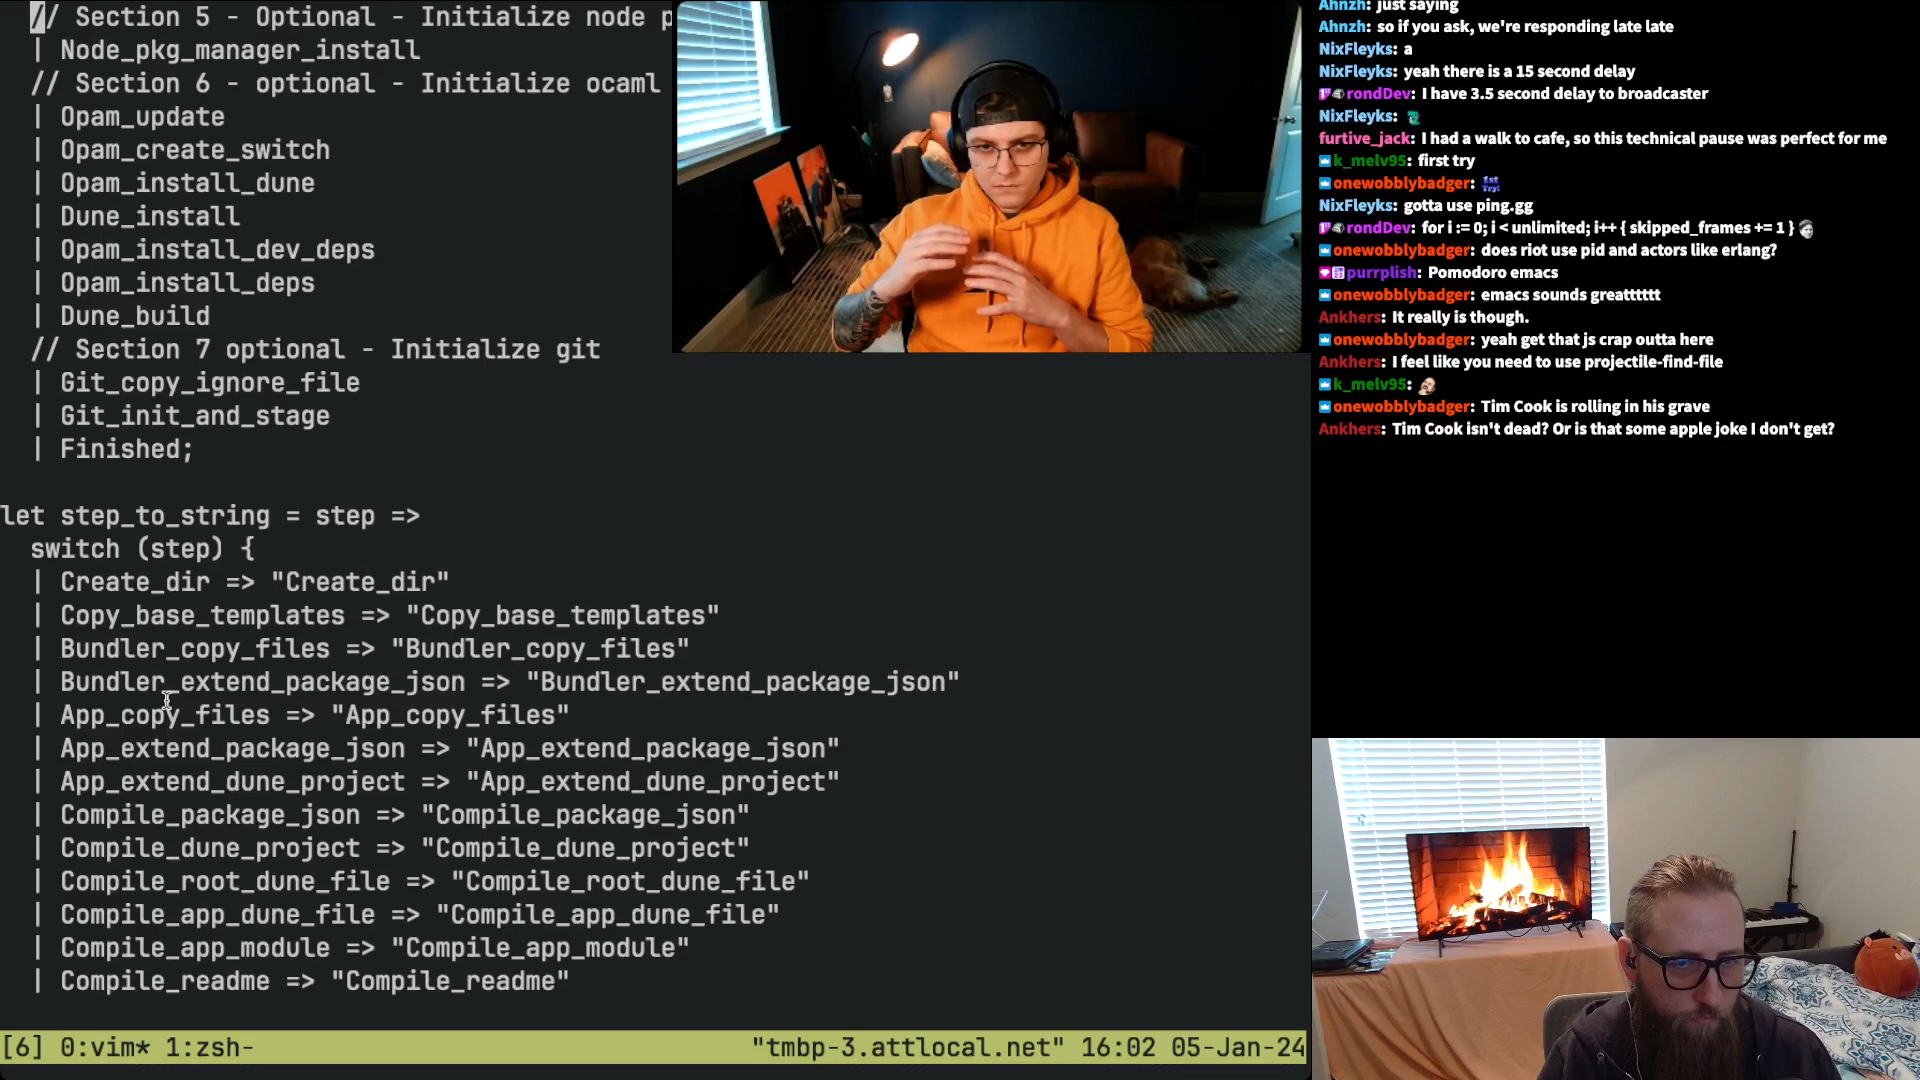 // Section 5 - Optional - Initialize node p
| Node_pkg_manager_install
// Section 6 - optional - Initialize ocaml
| Opam_update
| Opam_create_switch
| Opam_install_dune
| Dune_install
| Opam_install_dev_deps
| Opam_install_deps
| Dune_build
// Section 7 optional - Initialize git
| Git_copy_ignore_file
| Git_init_and_stage
| Finished;
let step_to_string = step =>
switch (step) {
| Create_dir => "Create_dir"
| Copy_base_templates => "Copy_base_templates"
| Bundler_copy_files => "Bundler_copy_files"
| Bundler_extend_package_json => "Bundler_extend_package_json"
| App_copy_files => "App_copy_files"
| App_extend_package_json => "App_extend_package_json"
| App_extend_dune_project => "App_extend_dune_project"
| Compile_package_json => "Compile_package_json"
| Compile_dune_project => "Compile_dune_project"
| Compile_root_dune_file => "Compile_root_dune_file"
| Compile_app_dune_file => "Compile_app_dune_file"
| Compile_app_module => "Compile_app_module"
| Compile_readme => "Compile_readme"
[6] 0:vim* 1:zsh- "tmbp-3.attlocal.net" 16:02 05-Jan-24
Ahnzh: just saying
Ahnzh: so if you ask, we're responding late late
NixFleyks: a
NixFleyks: yeah there is a 15 second delay
rondDev: I have 3.5 second delay to broadcaster
NixFleyks:
furtive_jack: I had a walk to cafe, so this technical pause was perfect for me
k_melv95: first try
onewobblybadger: 1st Try!
NixFleyks: gotta use ping.gg
rondDev: for i := 0; i < unlimited; i++ { skipped_frames += 1 }
onewobblybadger: does riot use pid and actors like erlang?
purrplish: Pomodoro emacs
onewobblybadger: emacs sounds greatttttt
Ankhers: It really is though.
onewobblybadger: yeah get that js crap outta here
Ankhers: I feel like you need to use projectile-find-file
k_melv95:
onewobblybadger: Tim Cook is rolling in his grave
Ankhers: Tim Cook isn't dead? Or is that some apple joke I don't get?